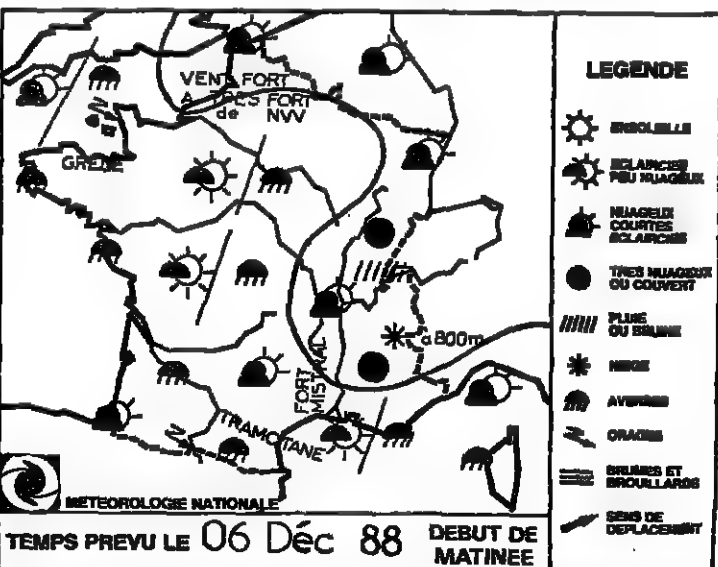 VENT FORT
A TRES FORT
de NW
GRELE
a 800m
FORT
MISTRAL
TRAMONTANE
METEOROLOGIE NATIONALE
TEMPS PREVU LE 06 Déc 88 DEBUT DE
MATINEE
LEGENDE
ENSOLEILLE
ECLAIRCIES
PEU NUAGEUX
NUAGEUX
COURTES
ECLAIRCIES
TRES NUAGEUX
OU COUVERT
PLUIE
OU BRUINE
NEIGE
AVERSES
ORAGES
BRUMES ET
BROUILLARDS
SENS DE
DEPLACEMENT